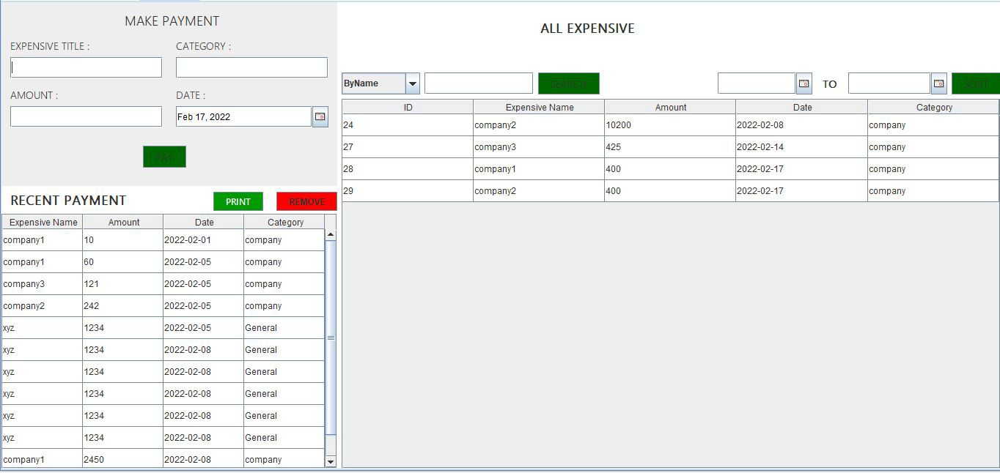 MAKE PAYMENT
EXPENSIVE TITLE : CATEGORY :
AMOUNT : DATE :
Feb 17, 2022
PAY
RECENT PAYMENT PRINT REMOVE
Expensive Name Amount Date Category
company1 10 2022-02-01 company
company1 60 2022-02-05 company
company3 121 2022-02-05 company
company2 242 2022-02-05 company
xyz 1234 2022-02-05 General
xyz 1234 2022-02-08 General
xyz 1234 2022-02-08 General
xyz 1234 2022-02-08 General
xyz 1234 2022-02-08 General
xyz 1234 2022-02-08 General
company1 2450 2022-02-08 company
ALL EXPENSIVE
ByName SEARCH TO SORT
ID Expensive Name Amount Date Category
24 company2 10200 2022-02-08 company
27 company3 425 2022-02-14 company
28 company1 400 2022-02-17 company
29 company2 400 2022-02-17 company